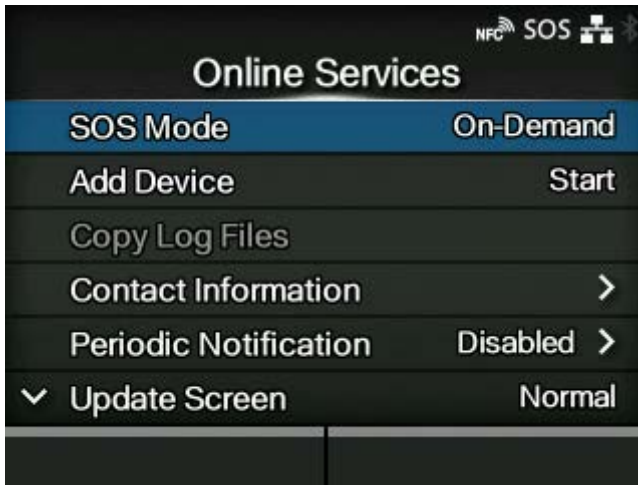 NFC SOS
Online Services
SOS Mode On-Demand
Add Device Start
Copy Log Files
Contact Information
Periodic Notification Disabled
Update Screen Normal